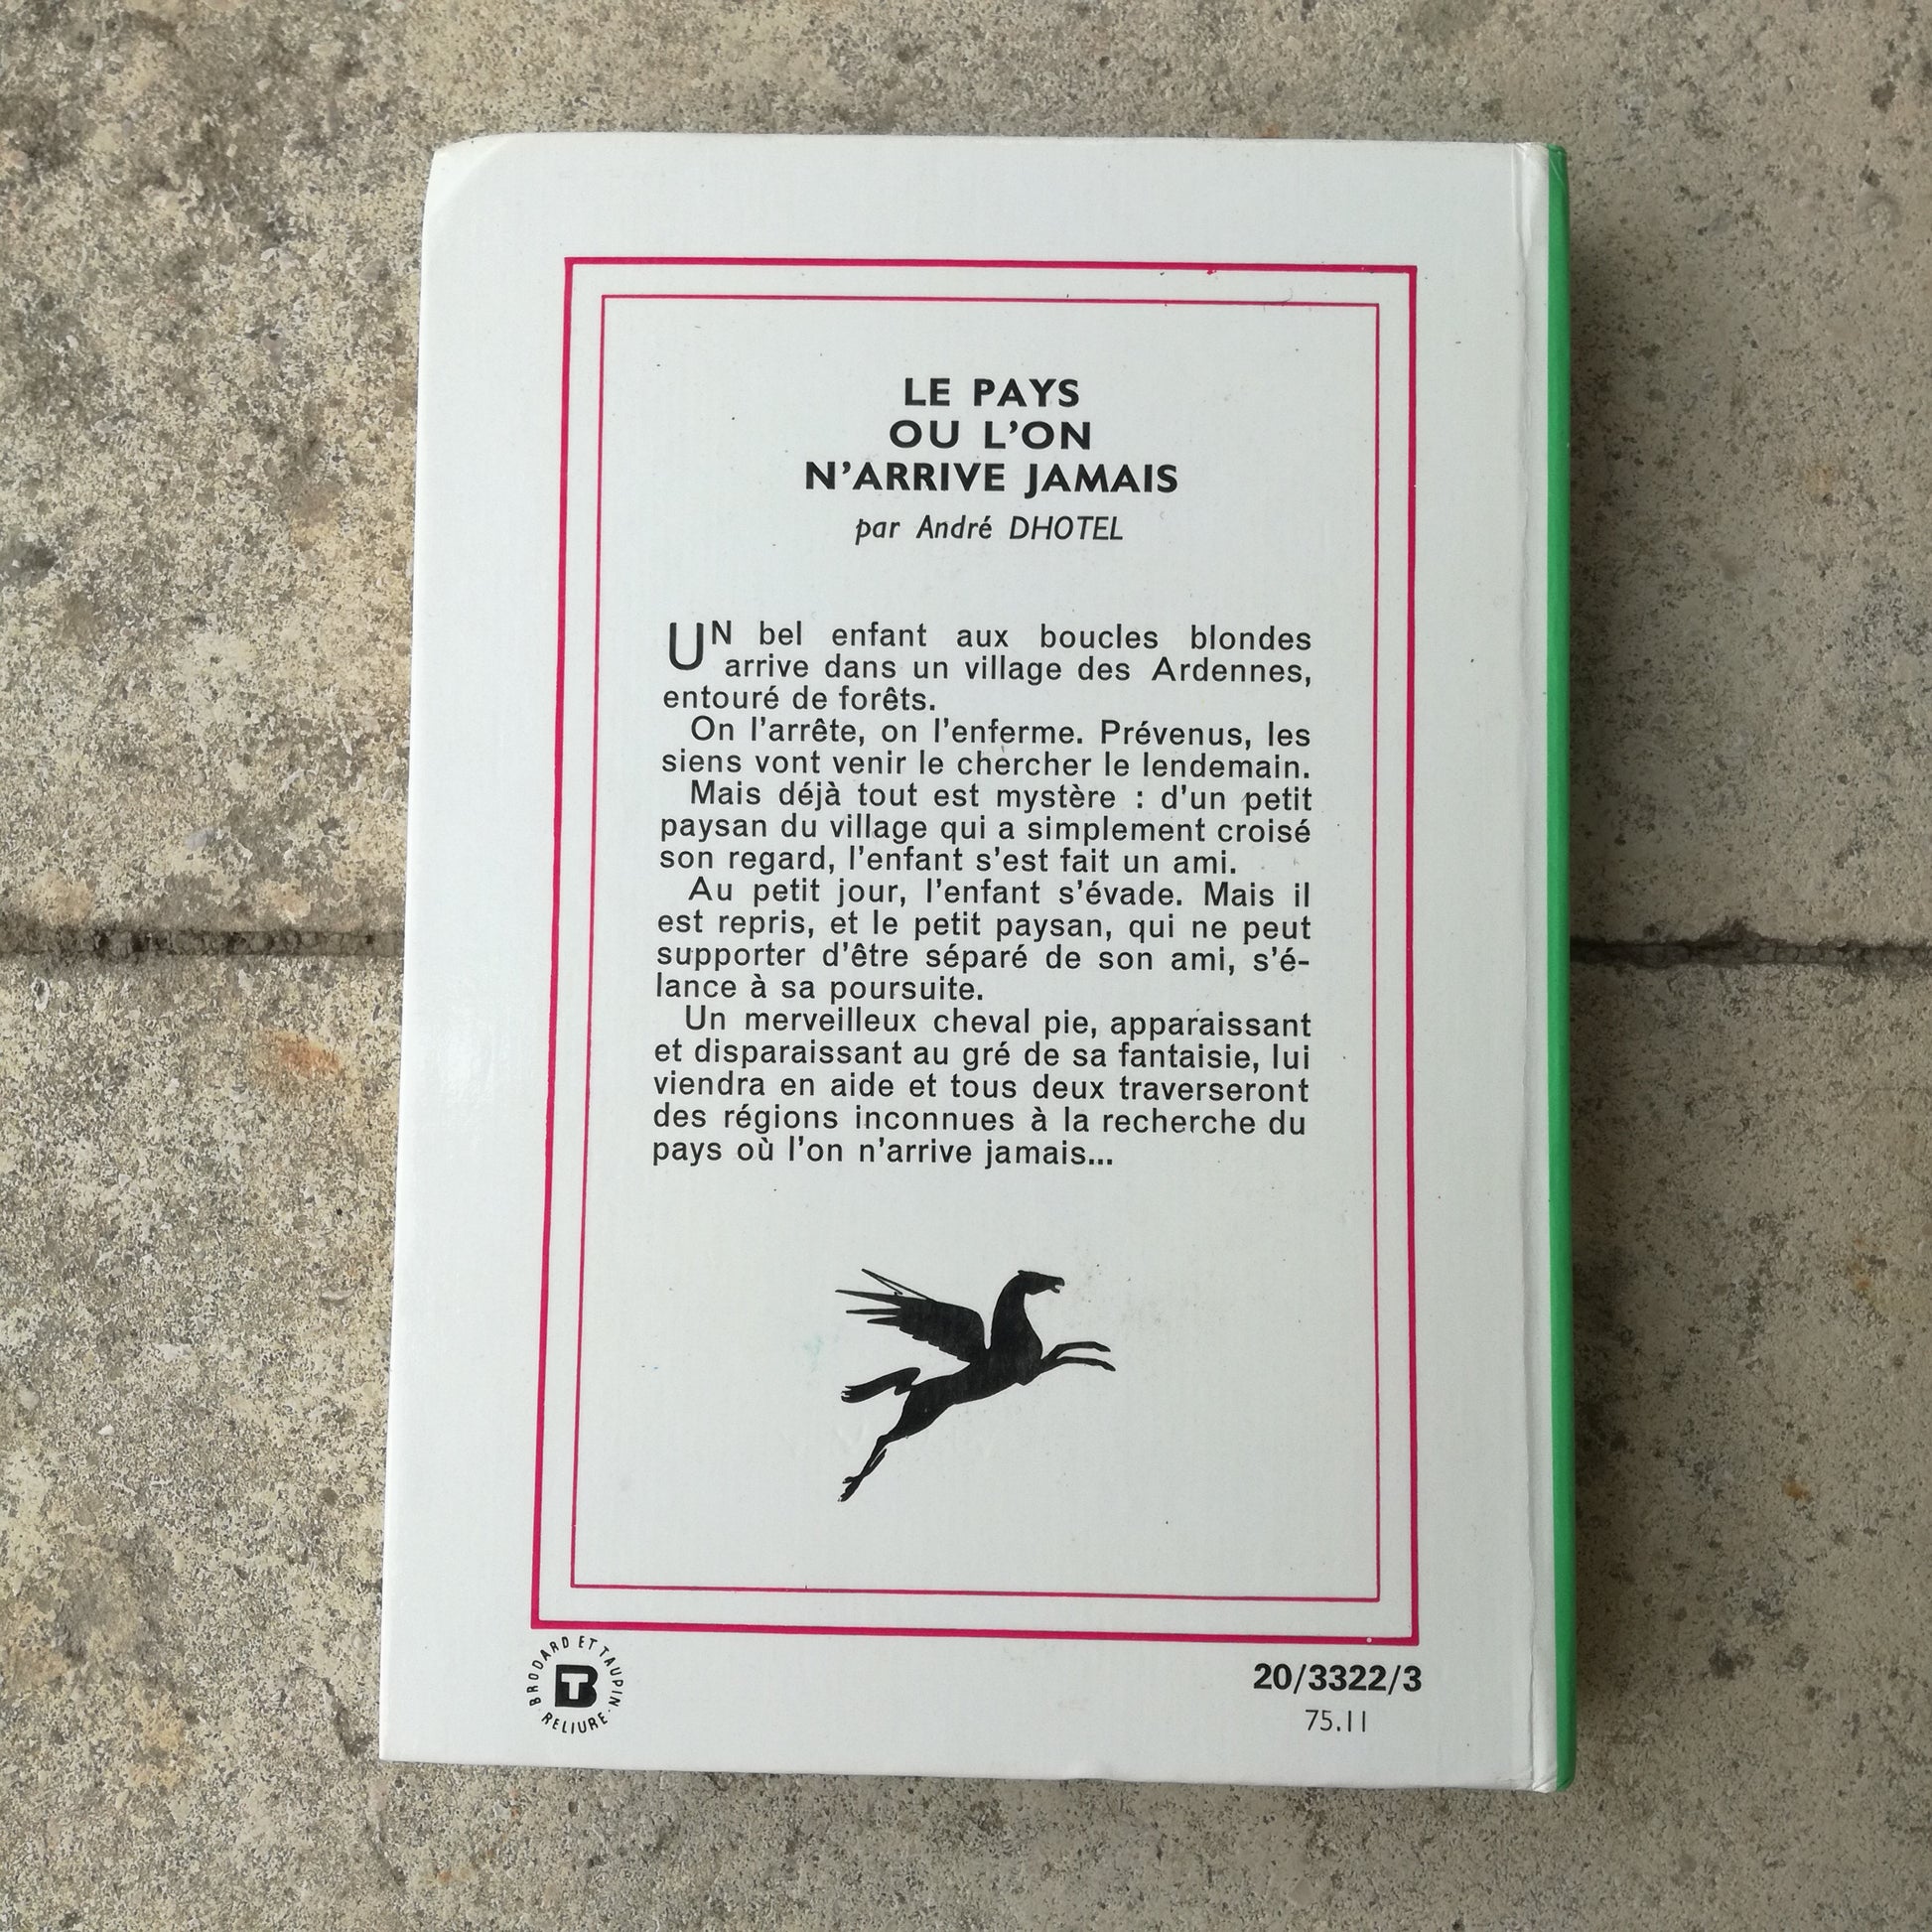 LE PAYS
OU L'ON
N'ARRIVE JAMAIS
par André DHOTEL
UN bel enfant aux boucles blondes
arrive dans un village des Ardennes,
entouré de forêts.
On l'arrête, on l'enferme. Prévenus, les
siens vont venir le chercher le lendemain.
Mais déjà tout est mystère : d'un petit
paysan du village qui a simplement croisé
son regard, l'enfant s'est fait un ami.
Au petit jour, l'enfant s'évade. Mais il
est repris, et le petit paysan, qui ne peut
supporter d'être séparé de son ami, s'é-
lance à sa poursuite.
Un merveilleux cheval pie, apparaissant
et disparaissant au gré de sa fantaisie, lui
viendra en aide et tous deux traverseront
des régions inconnues à la recherche du
pays où l'on n'arrive jamais...
BRODARD ET TAUPIN
BT
RELIURE
20/3322/3
75.11